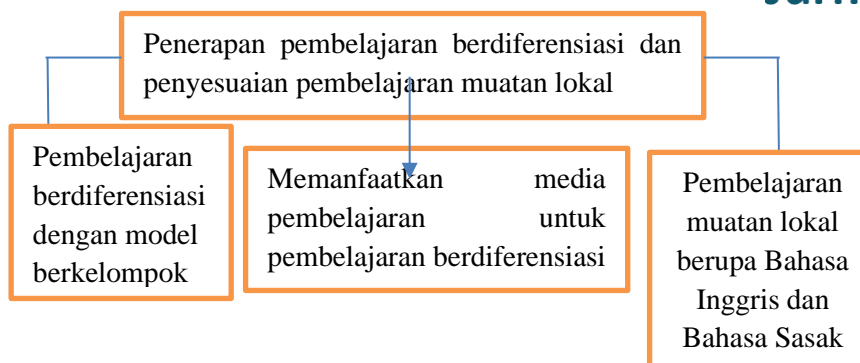 Penerapan pembelajaran berdiferensiasi dan
penyesuaian pembelajaran muatan lokal
Pembelajaran
berdiferensiasi
dengan model
berkelompok
Memanfaatkan media
pembelajaran untuk
pembelajaran berdiferensiasi
Pembelajaran
muatan lokal
berupa Bahasa
Inggris dan
Bahasa Sasak